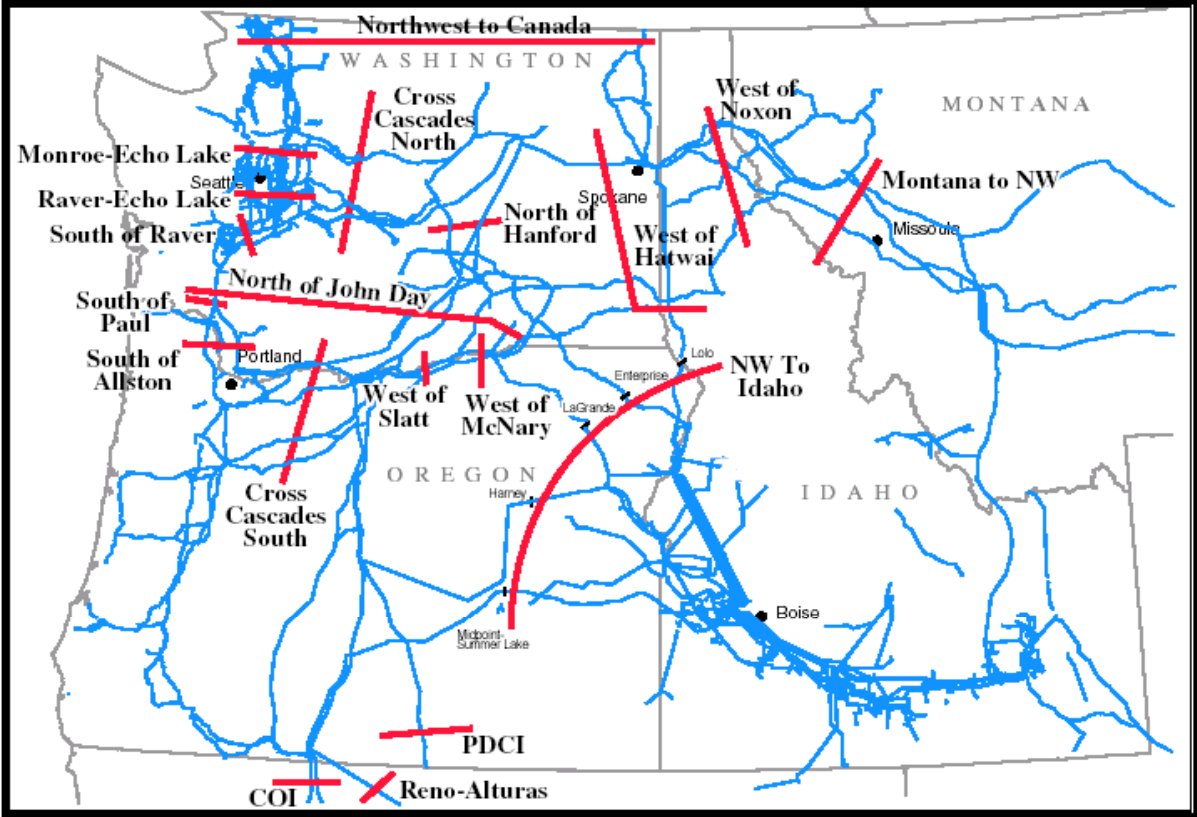 Northwest to Canada
WASHINGTON
Cross
Cascades
North
West of
Noxon
MONTANA
Monroe-Echo Lake
Seattle
Raver-Echo Lake
South of Raver
North of
Hanford
Spokane
West of
Hatwai
Montana to NW
Missoula
North of John Day
South of
Paul
South of
Allston
Portland
West of
Slatt
West of
McNary
Lolo
Enterprise
LaGrande
NW To
Idaho
OREGON
Harney
IDAHO
Cross
Cascades
South
Boise
Midpoint-
Summer Lake
PDCI
COI
Reno-Alturas